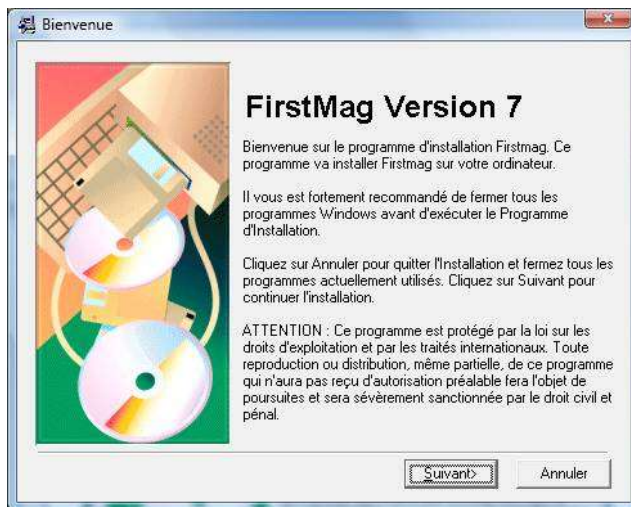 Bienvenue
FirstMag Version 7
Bienvenue sur le programme d'installation Firstmag. Ce
programme va installer Firstmag sur votre ordinateur.
Il vous est fortement recommandé de fermer tous les
programmes Windows avant d'exécuter le Programme
d'Installation.
Cliquez sur Annuler pour quitter l'Installation et fermez tous les
programmes actuellement utilisés. Cliquez sur Suivant pour
continuer l'installation.
ATTENTION : Ce programme est protégé par la loi sur les
droits d'exploitation et par les traités internationaux. Toute
reproduction ou distribution, même partielle, de ce programme
qui n'aura pas reçu d'autorisation préalable fera l'objet de
poursuites et sera sévèrement sanctionnée par le droit civil et
pénal.
Suivant>
Annuler